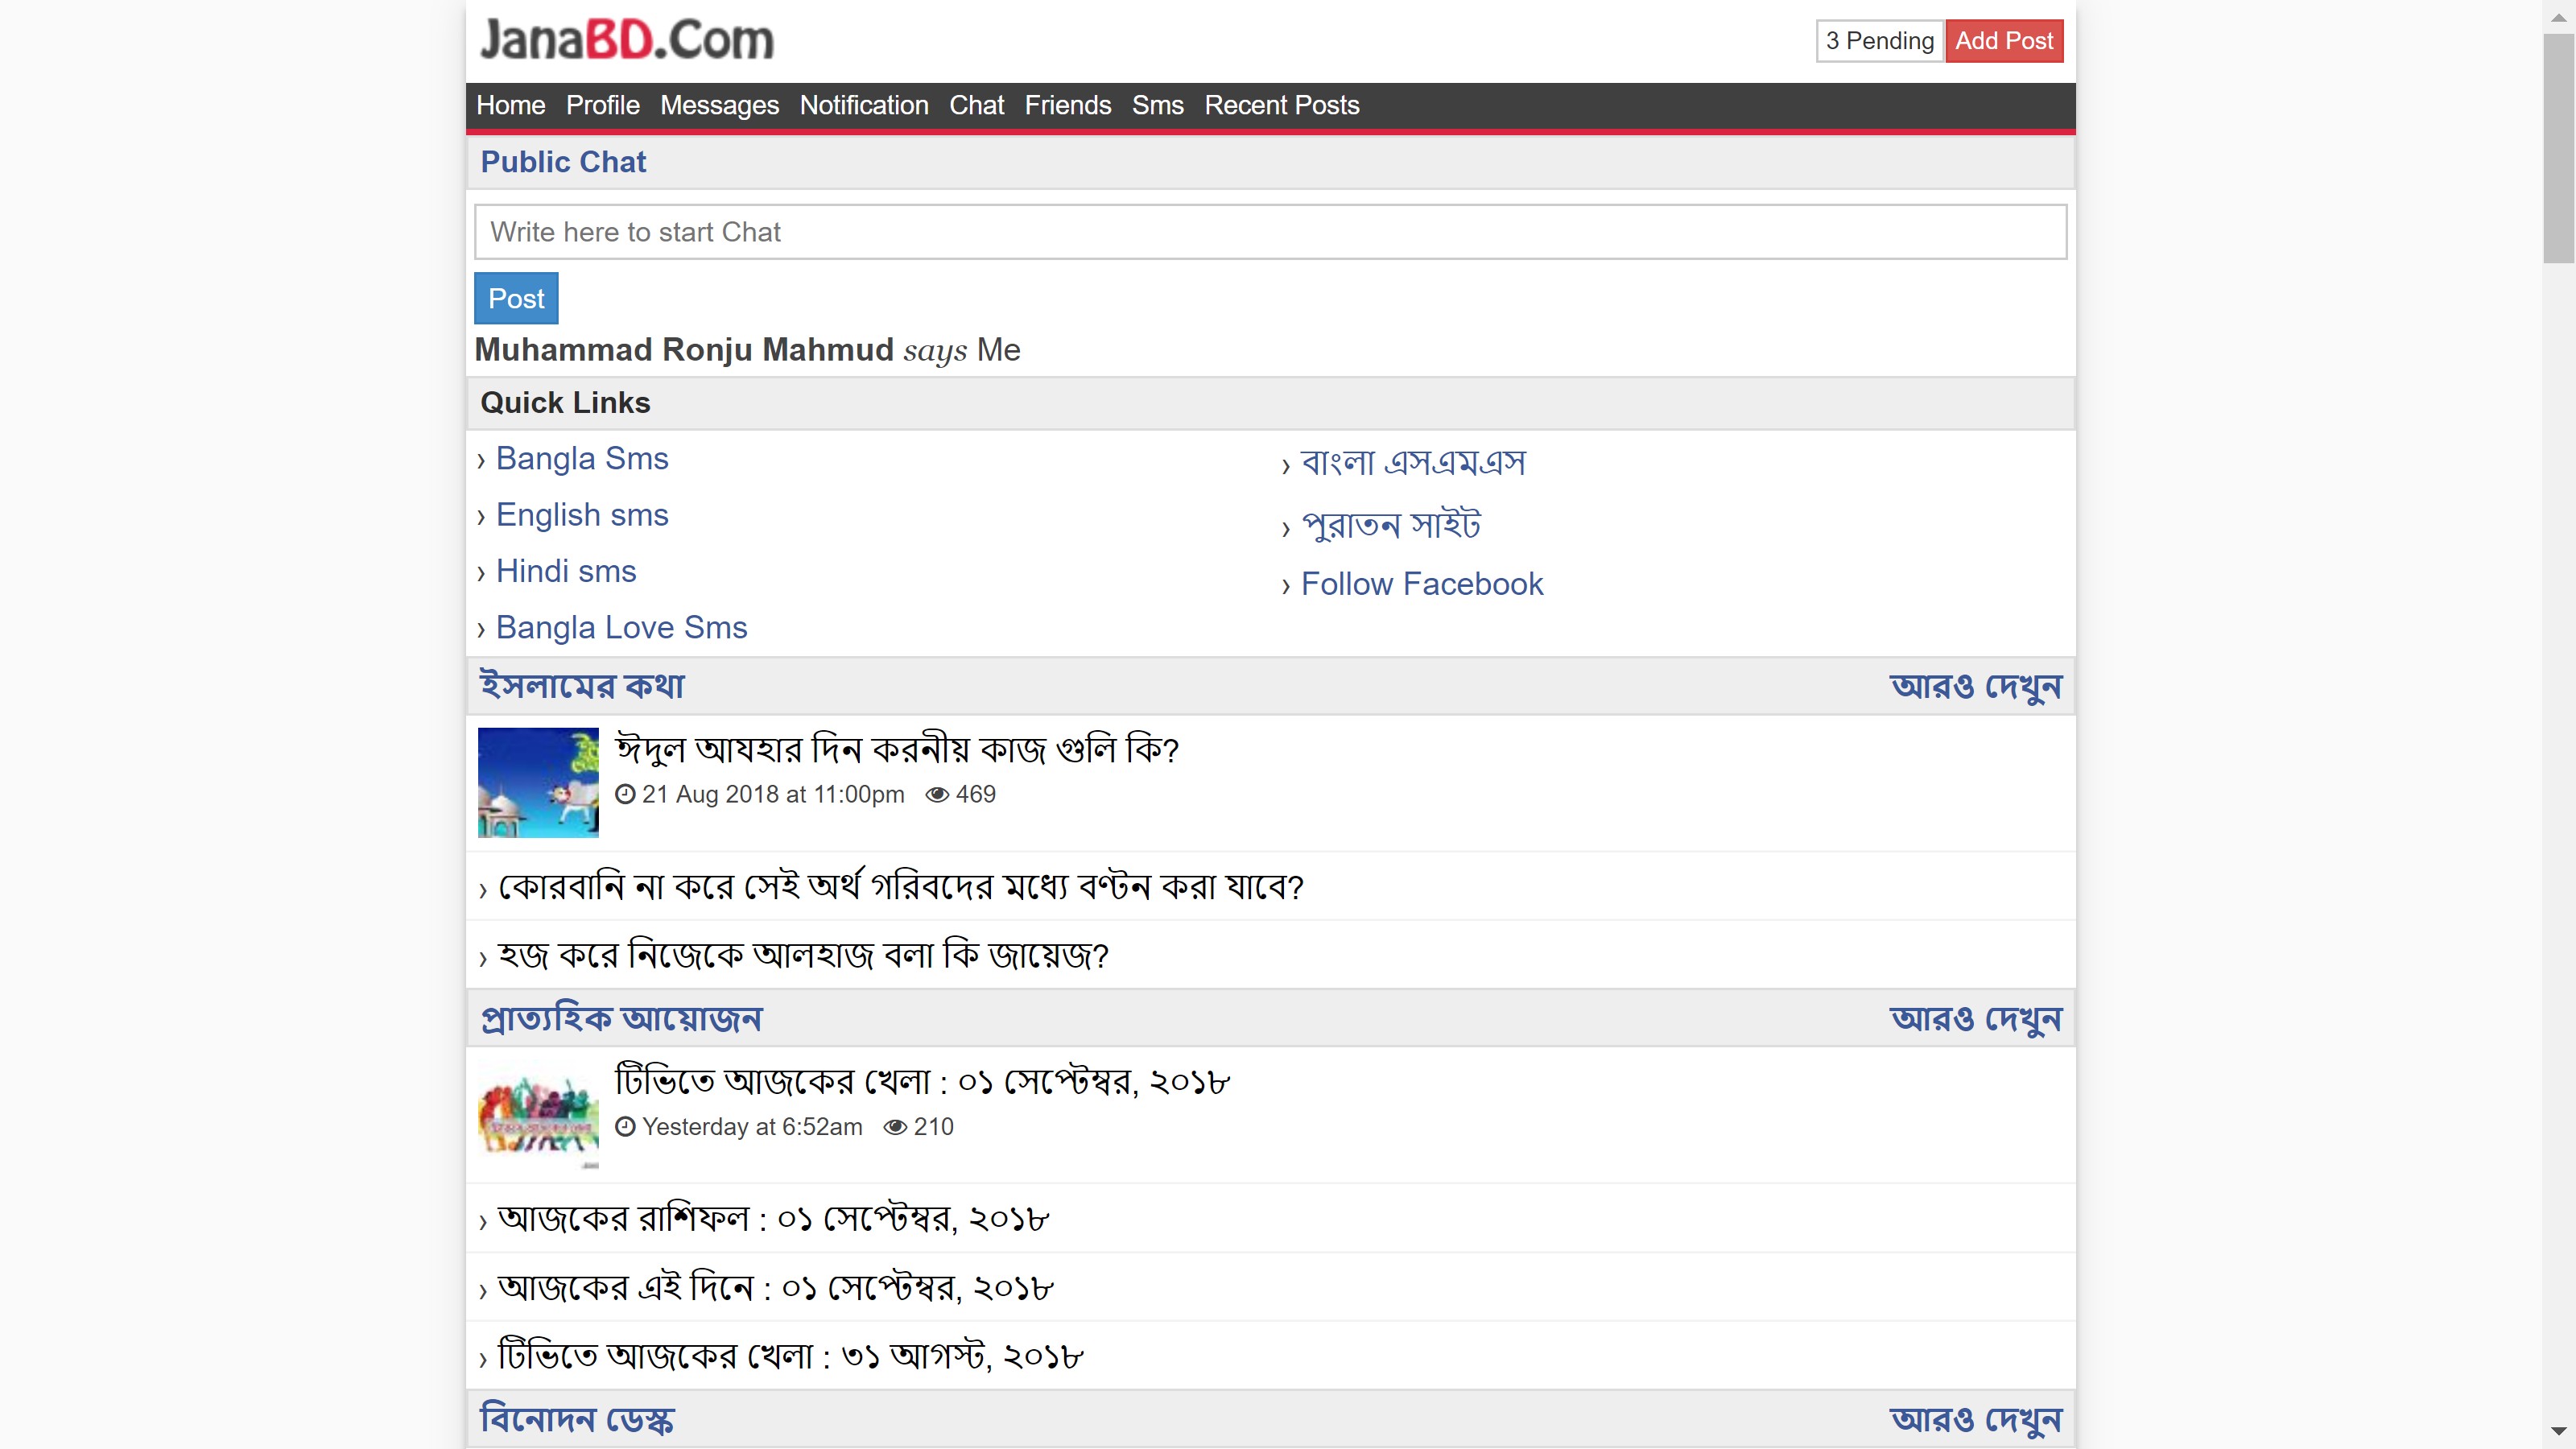 JanaBD.Com
3 Pending Add Post
Home Profile Messages Notification Chat Friends Sms Recent Posts
Public Chat
Write here to start Chat
Post
Muhammad Ronju Mahmud says Me
Quick Links
› Bangla Sms
› English sms
› Hindi sms
› Bangla Love Sms
› বাংলা এসএমএস
› পুরাতন সাইট
› Follow Facebook
ইসলামের কথা আরও দেখুন
ঈদুল আযহার দিন করনীয় কাজ গুলি কি?
21 Aug 2018 at 11:00pm 469
› কোরবানি না করে সেই অর্থ গরিবদের মধ্যে বণ্টন করা যাবে?
› হজ করে নিজেকে আলহাজ বলা কি জায়েজ?
প্রাত্যহিক আয়োজন আরও দেখুন
টিভিতে আজকের খেলা : ০১ সেপ্টেম্বর, ২০১৮
Yesterday at 6:52am 210
› আজকের রাশিফল : ০১ সেপ্টেম্বর, ২০১৮
› আজকের এই দিনে : ০১ সেপ্টেম্বর, ২০১৮
› টিভিতে আজকের খেলা : ৩১ আগস্ট, ২০১৮
বিনোদন ডেস্ক আরও দেখুন